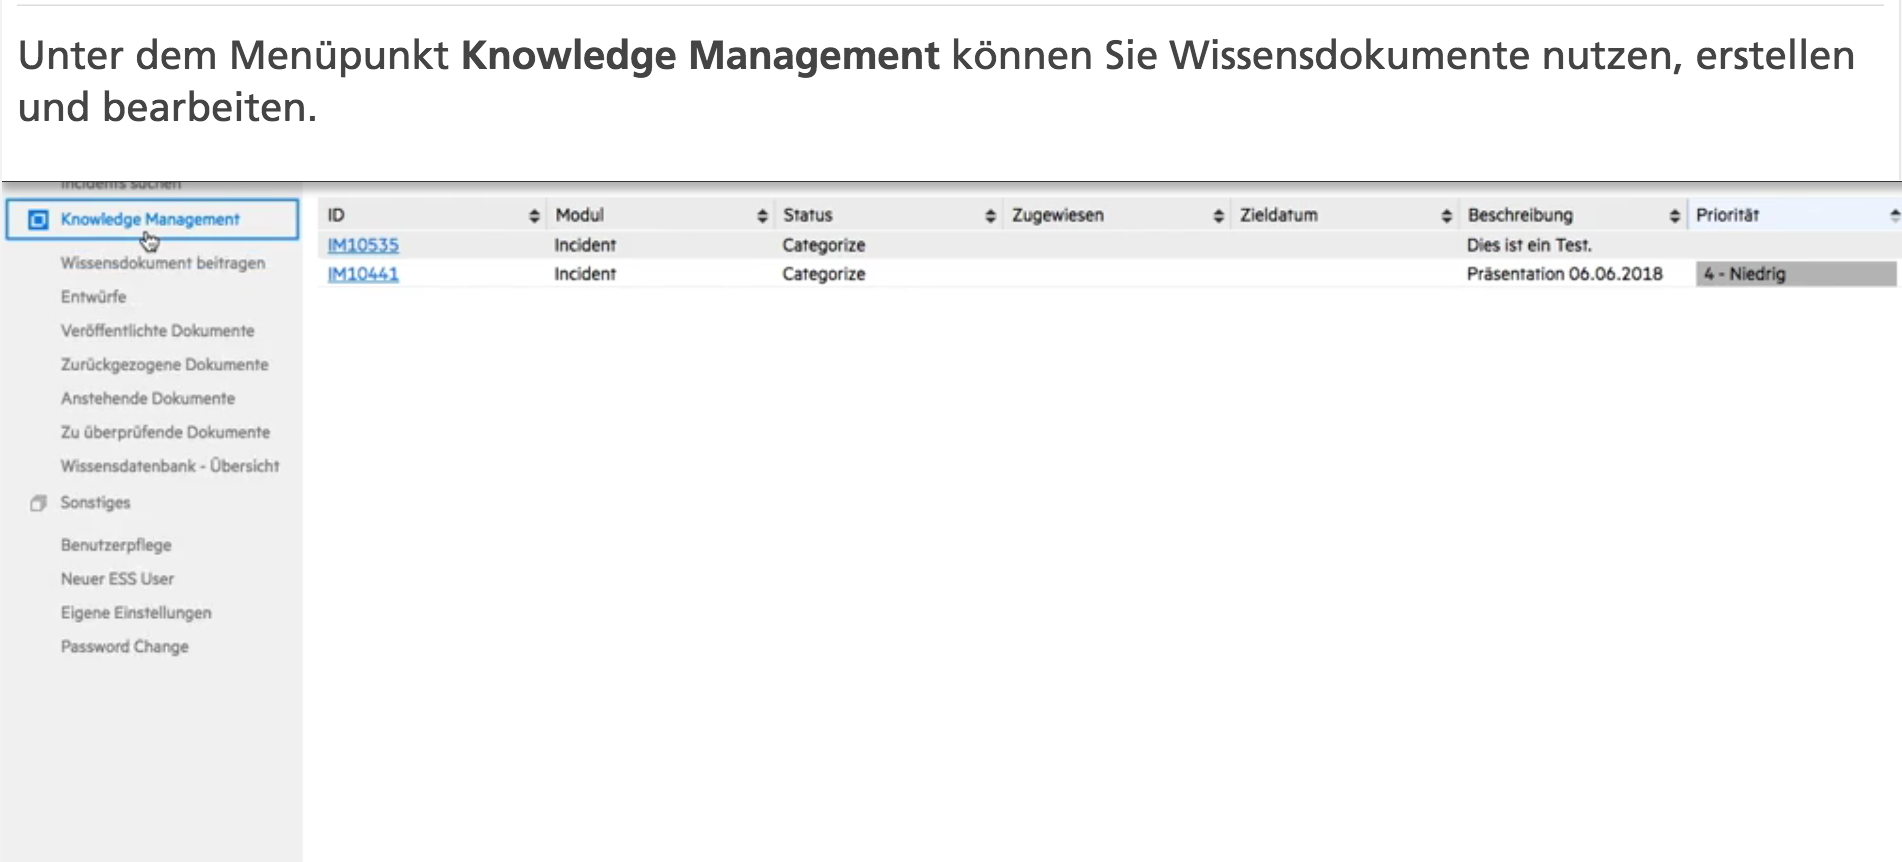 Unter dem Menüpunkt Knowledge Management können Sie Wissensdokumente nutzen, erstellen
und bearbeiten.
Incidents suchen
Knowledge Management
Wissensdokument beitragen
Entwürfe
Veröffentlichte Dokumente
Zurückgezogene Dokumente
Anstehende Dokumente
Zu überprüfende Dokumente
Wissensdatenbank - Übersicht
Sonstiges
Benutzerpflege
Neuer ESS User
Eigene Einstellungen
Password Change
ID Modul Status Zugewiesen Zieldatum Beschreibung Priorität
IM10535 Incident Categorize Dies ist ein Test.
IM10441 Incident Categorize Präsentation 06.06.2018 4 - Niedrig